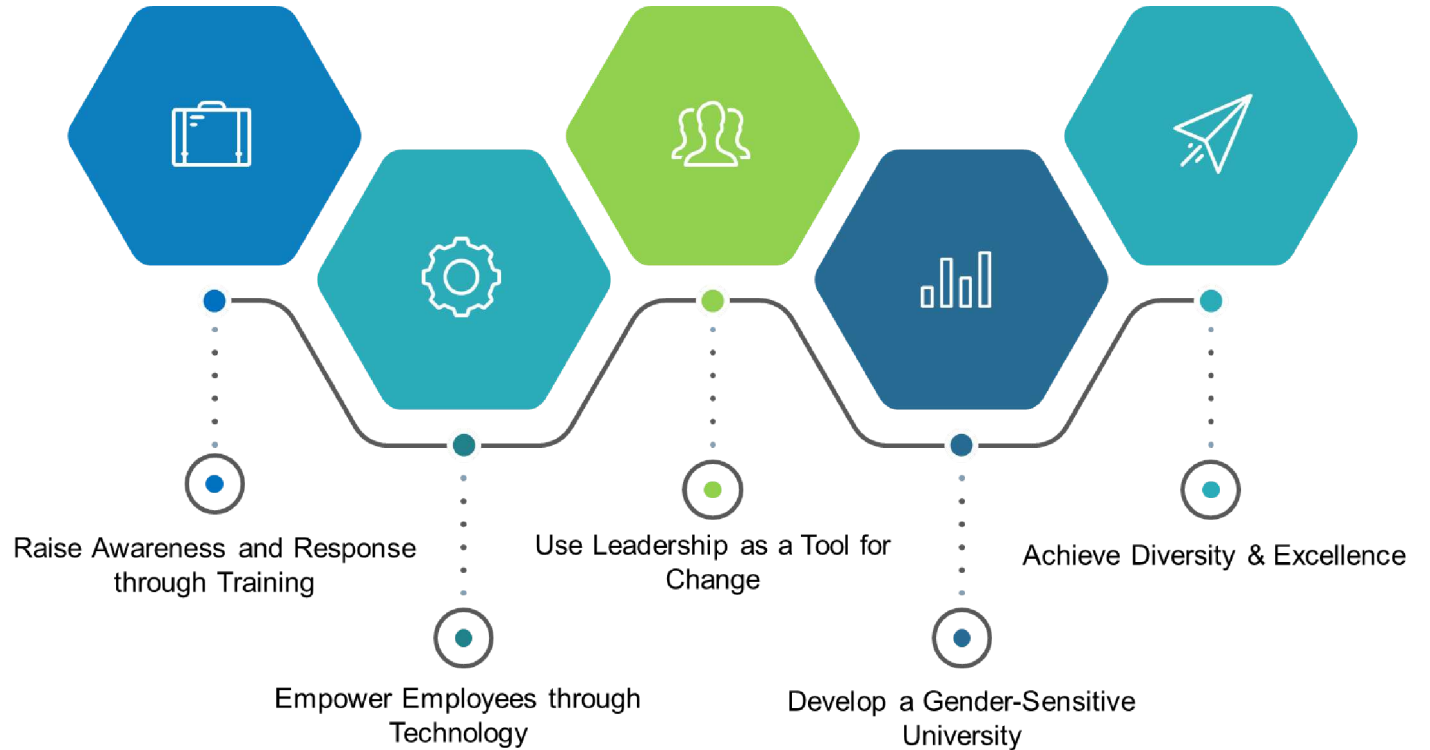 Raise Awareness and Response
through Training
Empower Employees through
Technology
Use Leadership as a Tool for
Change
Develop a Gender-Sensitive
University
Achieve Diversity & Excellence